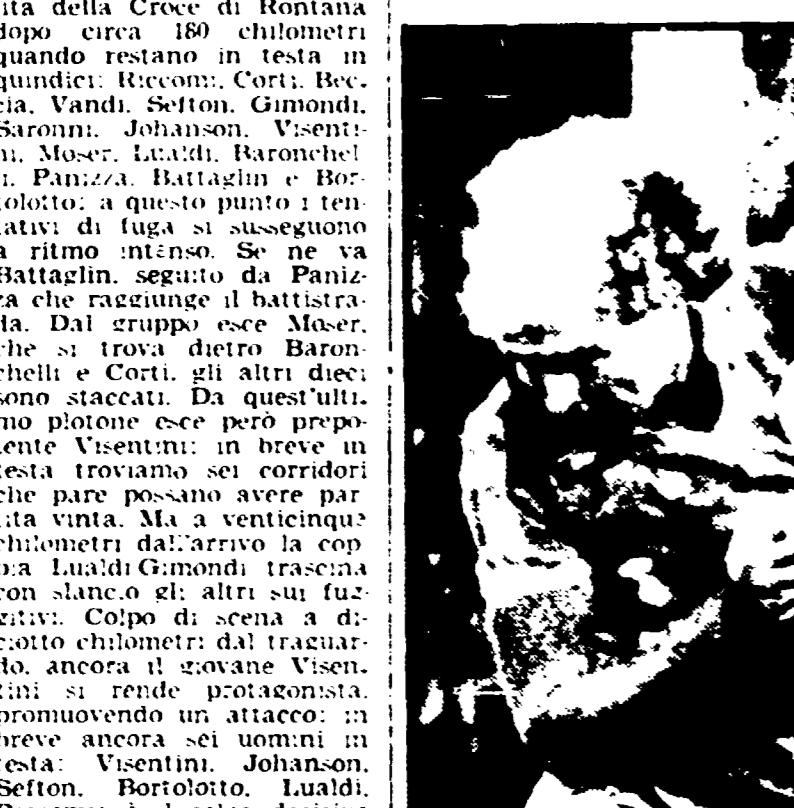 ita della Croce di Rontana
dopo circa 180 chilometri
quando restano in testa in
quindici: Riccomi, Corti, Bec-
cia, Vandi, Sefton, Gimondi,
Saronni, Johanson, Visenti-
ni, Moser, Lualdi, Baronchel
i, Panizza, Battaglin e Bor-
tolotto: a questo punto i ten-
tativi di fuga si susseguono
a ritmo intenso. Se ne va
Battaglin, seguito da Paniz-
za che raggiunge il battistra-
da. Dal gruppo esce Moser,
che si trova dietro Baron-
chelli e Corti, gli altri dieci
sono staccati. Da quest'ulti-
mo plotone esce però prepo-
tente Visentini: in breve in
testa troviamo sei corridori
che pare possano avere par
tita vinta. Ma a venticinque
chilometri dall'arrivo la cop
pia Lualdi Gimondi trascina
con slancio gli altri sui fug-
gitivi. Colpo di scena a di-
ciotto chilometri dal traguar-
do, ancora il giovane Visen-
tini si rende protagonista,
promuovendo un attacco: in
breve ancora sei uomini in
testa: Visentini, Johanson,
Sefton, Bortolotto, Lualdi,